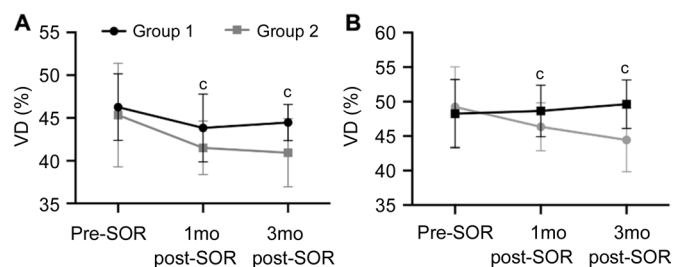 A
Group 1
Group 2
VD (%)
55
50
45
40
35
c
c
Pre-SOR
1mo
post-SOR
3mo
post-SOR
B
VD (%)
60
55
50
45
40
35
c
c
Pre-SOR
1mo
post-SOR
3mo
post-SOR